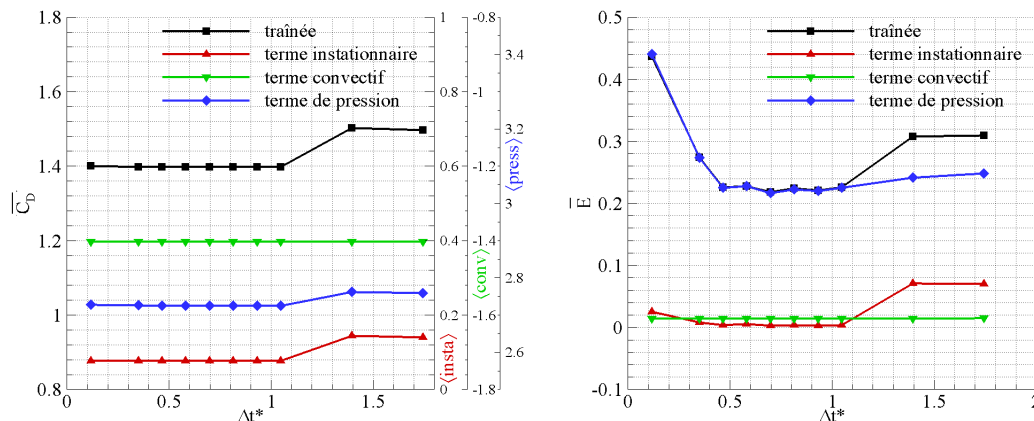 traînée
terme instationnaire
terme convectif
terme de pression
1.8
1.6
1.4
1.2
1
0.8
C_D
0
0.5
1
1.5
Δt*
1
0.8
0.6
0.4
0.2
0
⟨insta⟩
-0.8
-1
-1.2
-1.4
-1.6
-1.8
⟨conv⟩
3.4
3.2
3
2.8
2.6
⟨press⟩
traînée
terme instationnaire
terme convectif
terme de pression
0.5
0.4
0.3
0.2
0.1
0
-0.1
E
0
0.5
1
1.5
2
Δt*